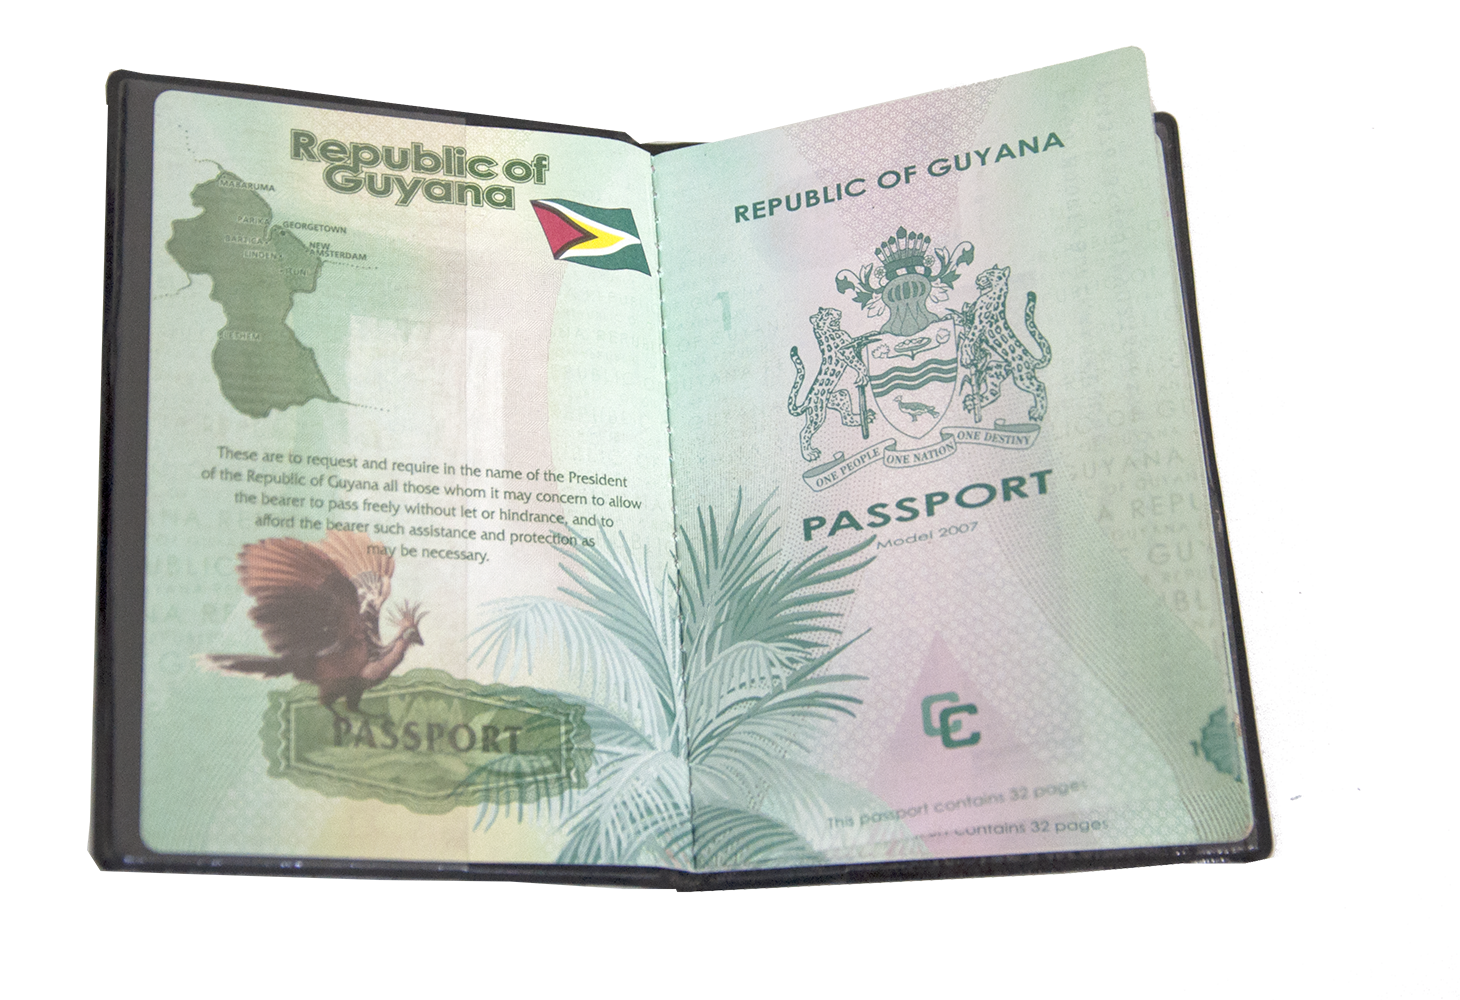 Republic of
Guyana
MABARUMA
PARIKA
GEORGETOWN
BARTICA
NEW
AMSTERDAM
LINDEN
LETHEM
These are to request and require in the name of the President
of the Republic of Guyana all those whom it may concern to allow
the bearer to pass freely without let or hindrance, and to
afford the bearer such assistance and protection as
may be necessary.
PASSPORT
REPUBLIC OF GUYANA
1
ONE PEOPLE ONE NATION ONE DESTINY
PASSPORT
Model 2007
CC
This passport contains 32 pages
contains 32 pages